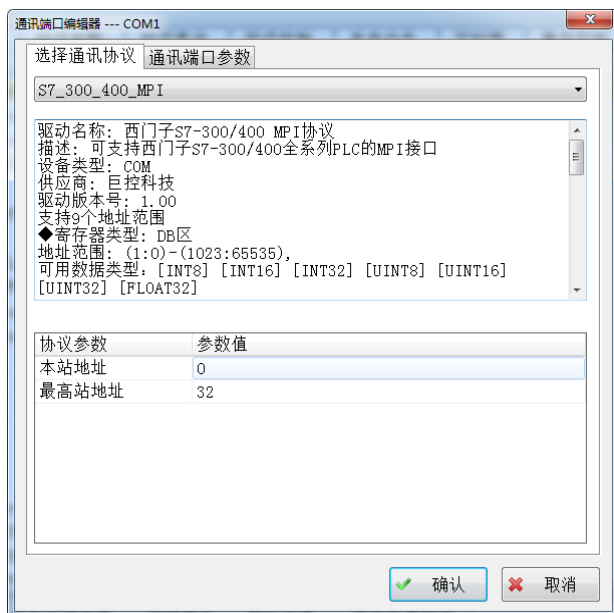 通讯端口编辑器 --- COM1
选择通讯协议 通讯端口参数
S7_300_400_MPI
驱动名称: 西门子S7-300/400 MPI协议
描述: 可支持西门子S7-300/400全系列PLC的MPI接口
设备类型: COM
供应商: 巨控科技
驱动版本号: 1.00
支持9个地址范围
◆寄存器类型: DB区
地址范围: (1:0)-(1023:65535),
可用数据类型: [INT8] [INT16] [INT32] [UINT8] [UINT16]
[UINT32] [FLOAT32]
协议参数 参数值
本站地址 0
最高站地址 32
确认 取消